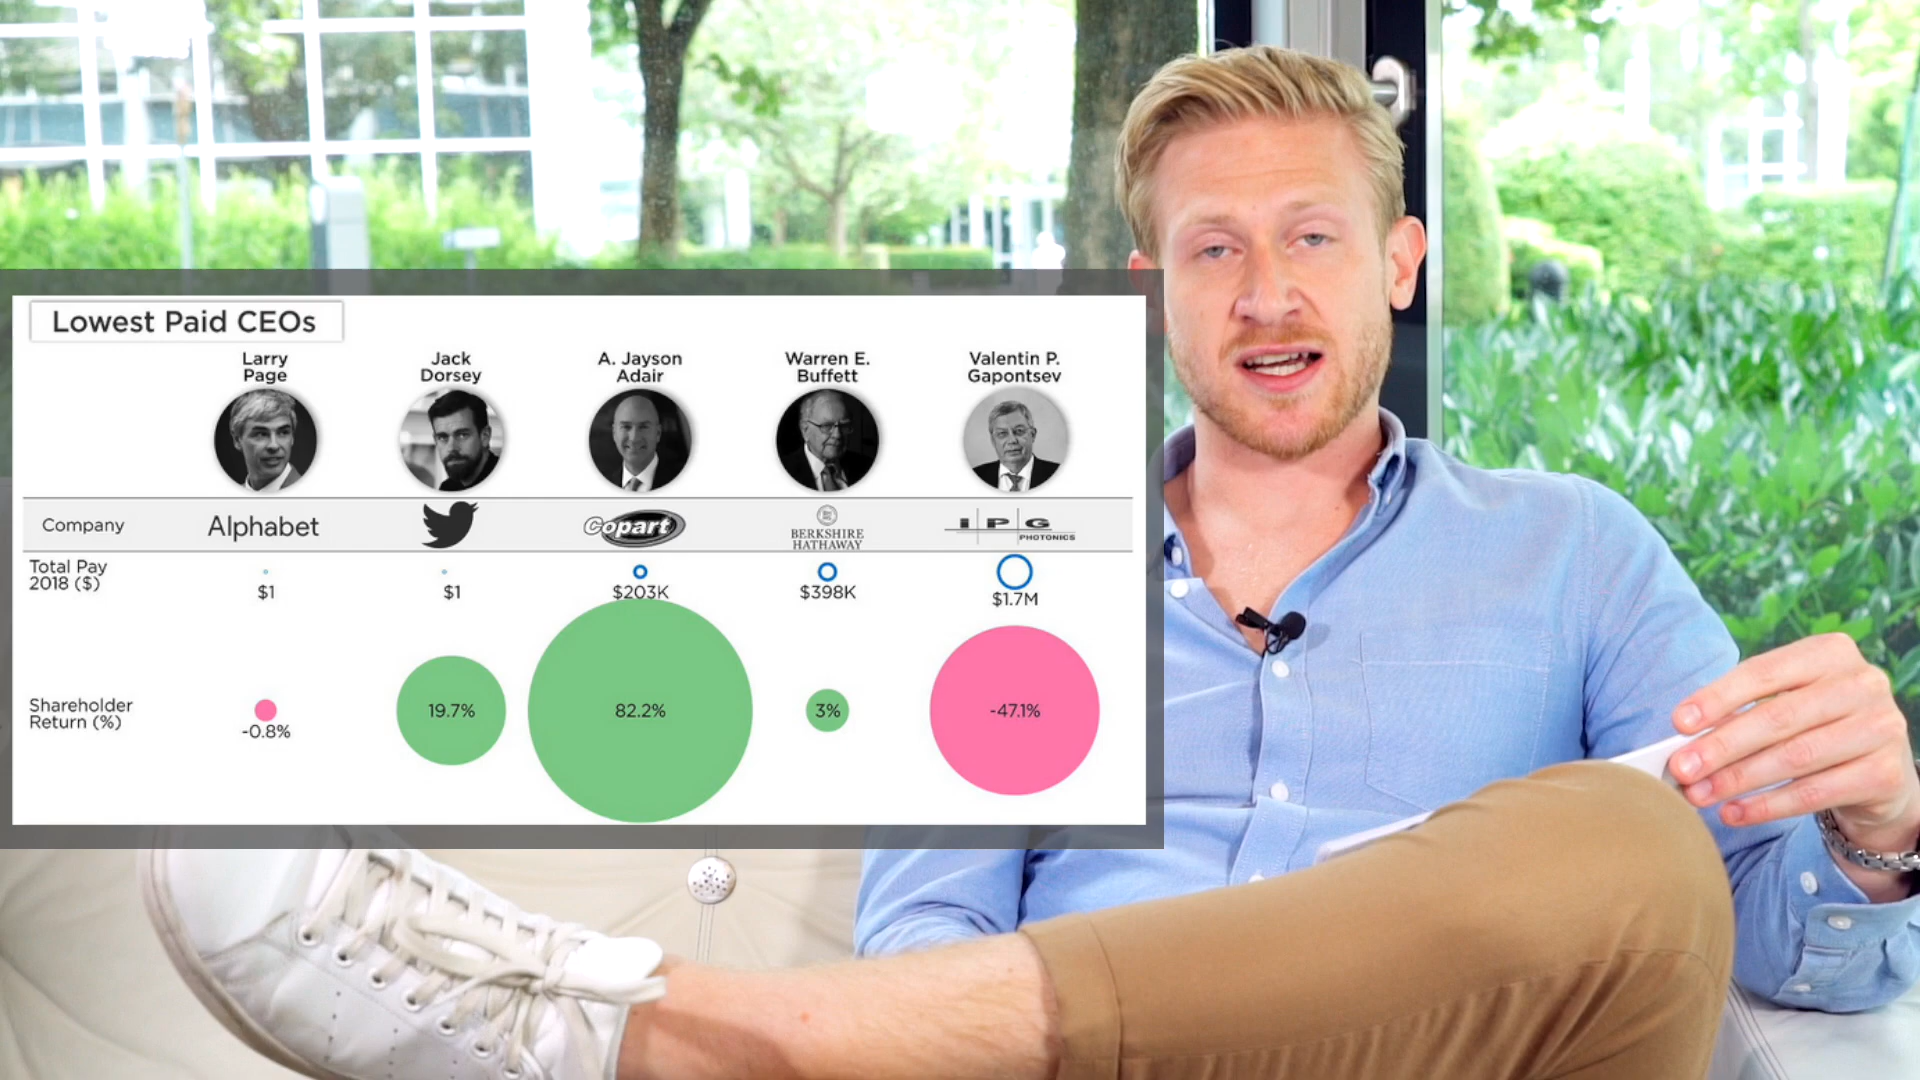 Lowest Paid CEOs
Larry
Page
Jack
Dorsey
A. Jayson
Adair
Warren E.
Buffett
Valentin P.
Gapontsev
Company
Alphabet
Copart
BERKSHIRE
HATHAWAY
IPG
PHOTONICS
Total Pay
2018 ($)
$1
$1
$203K
$398K
$1.7M
Shareholder
Return (%)
-0.8%
19.7%
82.2%
3%
-47.1%